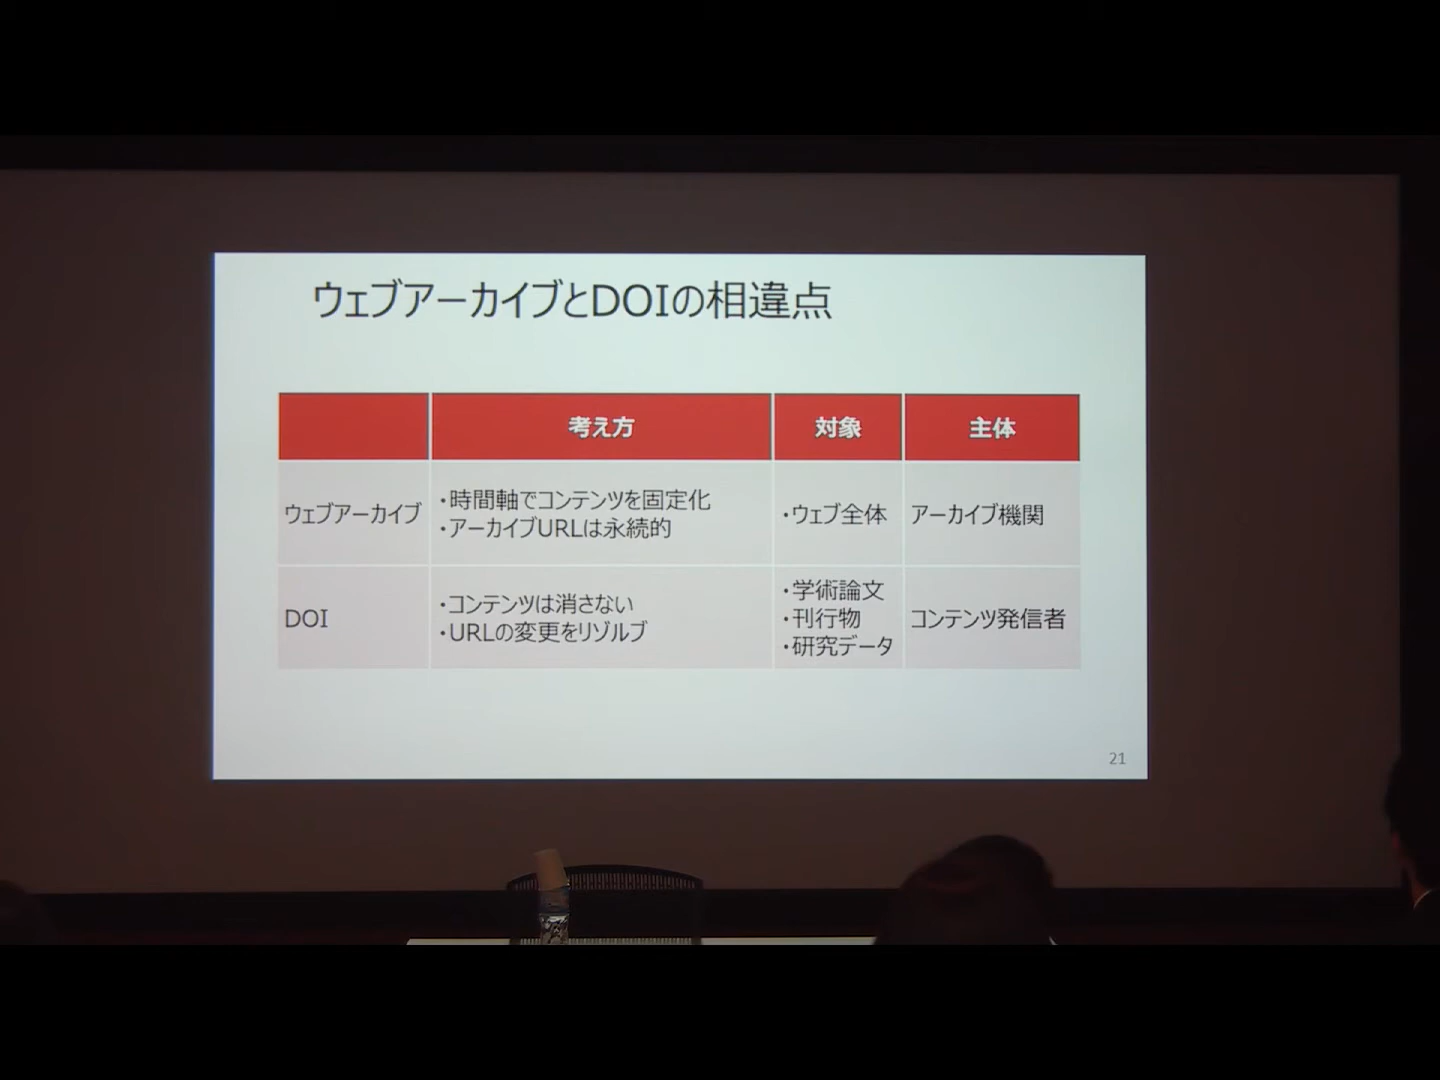 ウェブアーカイブとDOIの相違点
考え方
対象
主体
ウェブアーカイブ
・時間軸でコンテンツを固定化
・アーカイブURLは永続的
・ウェブ全体
アーカイブ機関
DOI
・コンテンツは消さない
・URLの変更をリゾルブ
・学術論文
・刊行物
・研究データ
コンテンツ発信者
21